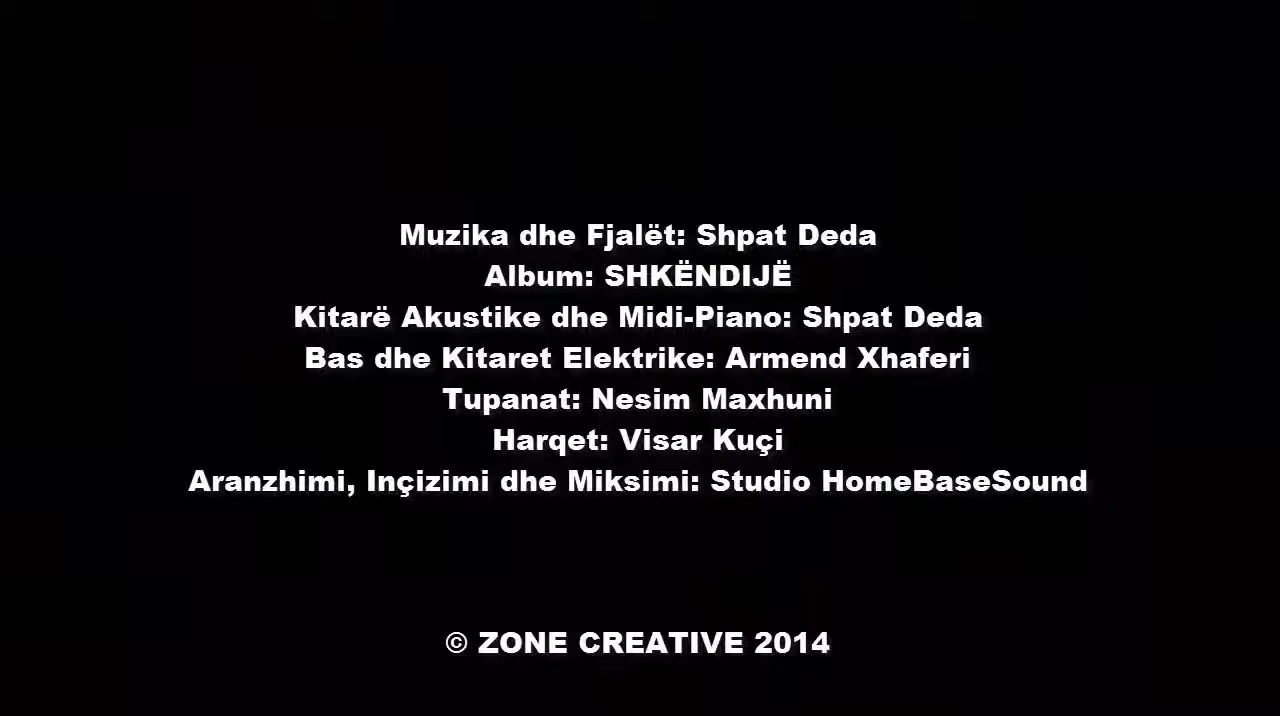 Muzika dhe Fjalët: Shpat Deda
Album: SHKËNDIJË
Kitarë Akustike dhe Midi-Piano: Shpat Deda
Bas dhe Kitaret Elektrike: Armend Xhaferi
Tupanat: Nesim Maxhuni
Harqet: Visar Kuçi
Aranzhimi, Inçizimi dhe Miksimi: Studio HomeBaseSound
© ZONE CREATIVE 2014